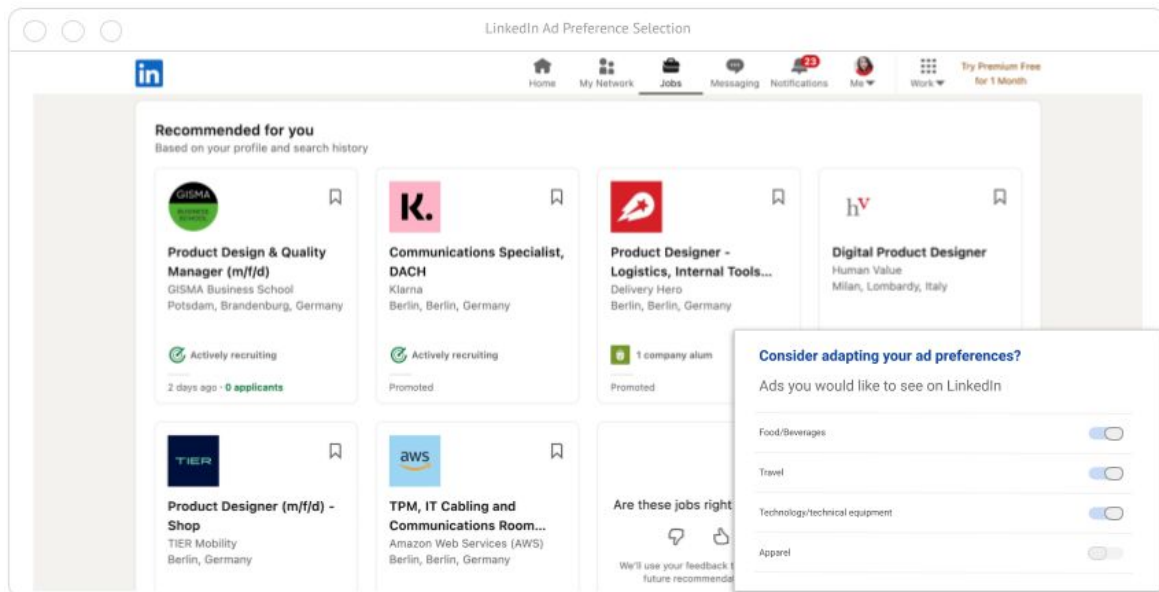 LinkedIn Ad Preference Selection
in
23
Home My Network Jobs Messaging Notifications Me Work Try Premium Free
for 1 Month
Recommended for you
Based on your profile and search history
GISMA
BUSINESS
SCHOOL
Product Design & Quality
Manager (m/f/d)
GISMA Business School
Potsdam, Brandenburg, Germany
Actively recruiting
2 days ago · 0 applicants
K.
Communications Specialist,
DACH
Klarna
Berlin, Berlin, Germany
Actively recruiting
Promoted
Product Designer -
Logistics, Internal Tools...
Delivery Hero
Berlin, Berlin, Germany
1 company alum
Promoted
hv
Digital Product Designer
Human Value
Milan, Lombardy, Italy
TIER
Product Designer (m/f/d) -
Shop
TIER Mobility
Berlin, Germany
aws
TPM, IT Cabling and
Communications Room...
Amazon Web Services (AWS)
Berlin, Berlin, Germany
Are these jobs right
We'll use your feedback
future
Consider adapting your ad preferences?
Ads you would like to see on LinkedIn
Food/Beverages
Travel
Technology/technical equipment
Apparel